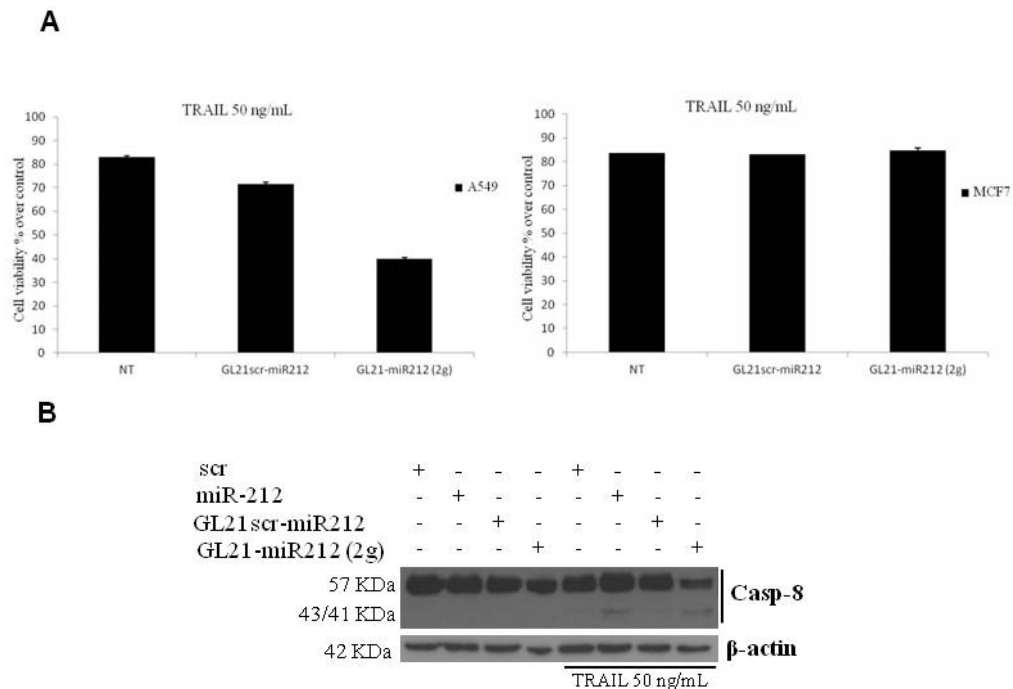 A
TRAIL 50 ng/mL
Cell viability % over control
100
90
80
70
60
50
40
30
20
10
0
NT
GL21scr-miR212
GL21-miR212 (2g)
A549
TRAIL 50 ng/mL
Cell viability % over control
100
90
80
70
60
50
40
30
20
10
0
NT
GL21scr-miR212
GL21-miR212 (2g)
MCF7
B
scr + - - - + - - -
miR-212 - + - - - + - -
GL21scr-miR212 - - + - - - + -
GL21-miR212 (2g) - - - + - - - +
57 KDa
43/41 KDa
Casp-8
42 KDa
β-actin
TRAIL 50 ng/mL